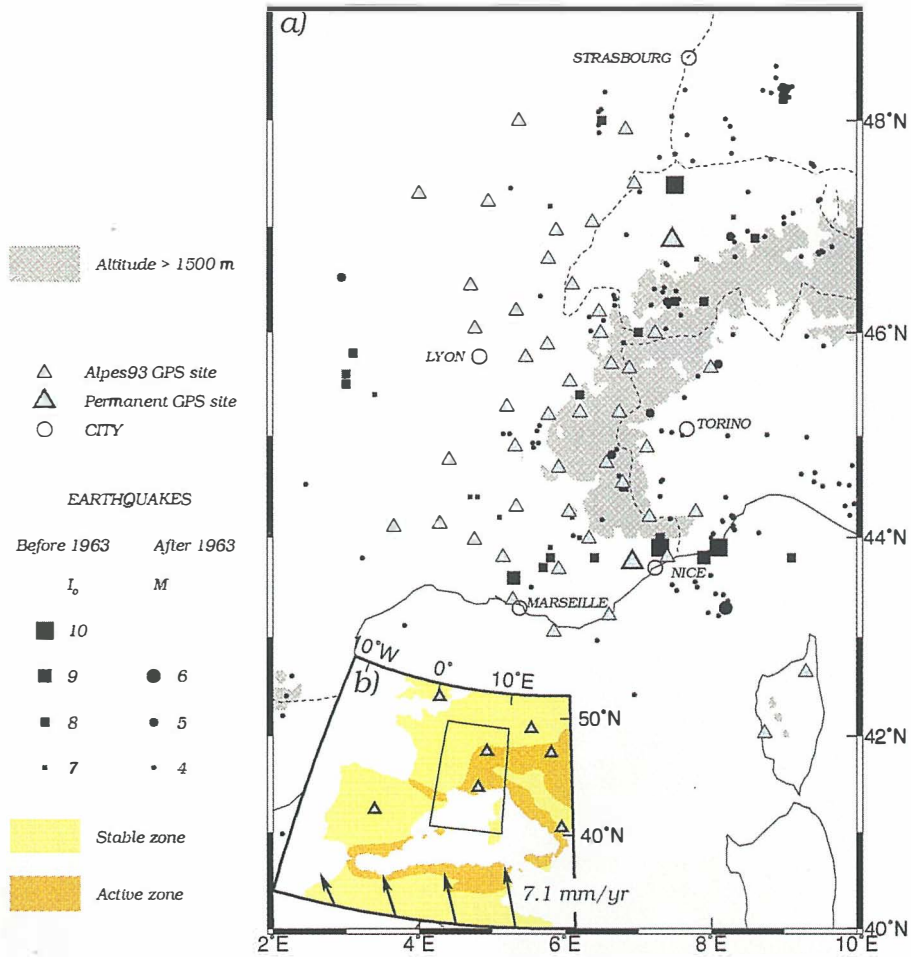 a)
STRASBOURG
48°N
Altitude > 1500 m
46°N
LYON
Alpes93 GPS site
Permanent GPS site
CITY
TORINO
EARTHQUAKES
Before 1963 After 1963
44°N
I₀ M
NICE
MARSEILLE
10
10°W
9 6
b)
0°
10°E
50°N
8 5
42°N
7 4
Stable zone
40°N
Active zone
7.1 mm/yr
2°E 4°E 6°E 8°E 10°E
40°N